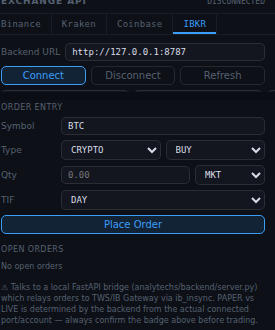 EXCHANGE API DISCONNECTED
Binance Kraken Coinbase IBKR
Backend URL http://127.0.0.1:8787
Connect Disconnect Refresh
ORDER ENTRY
Symbol BTC
Type CRYPTO BUY
Qty 0.00 MKT
TIF DAY
Place Order
OPEN ORDERS
No open orders
⚠ Talks to a local FastAPI bridge (analytecs/backend/server.py)
which relays orders to TWS/IB Gateway via ib_insync. PAPER vs
LIVE is determined by the backend from the actual connected
port/account — always confirm the badge above before trading.